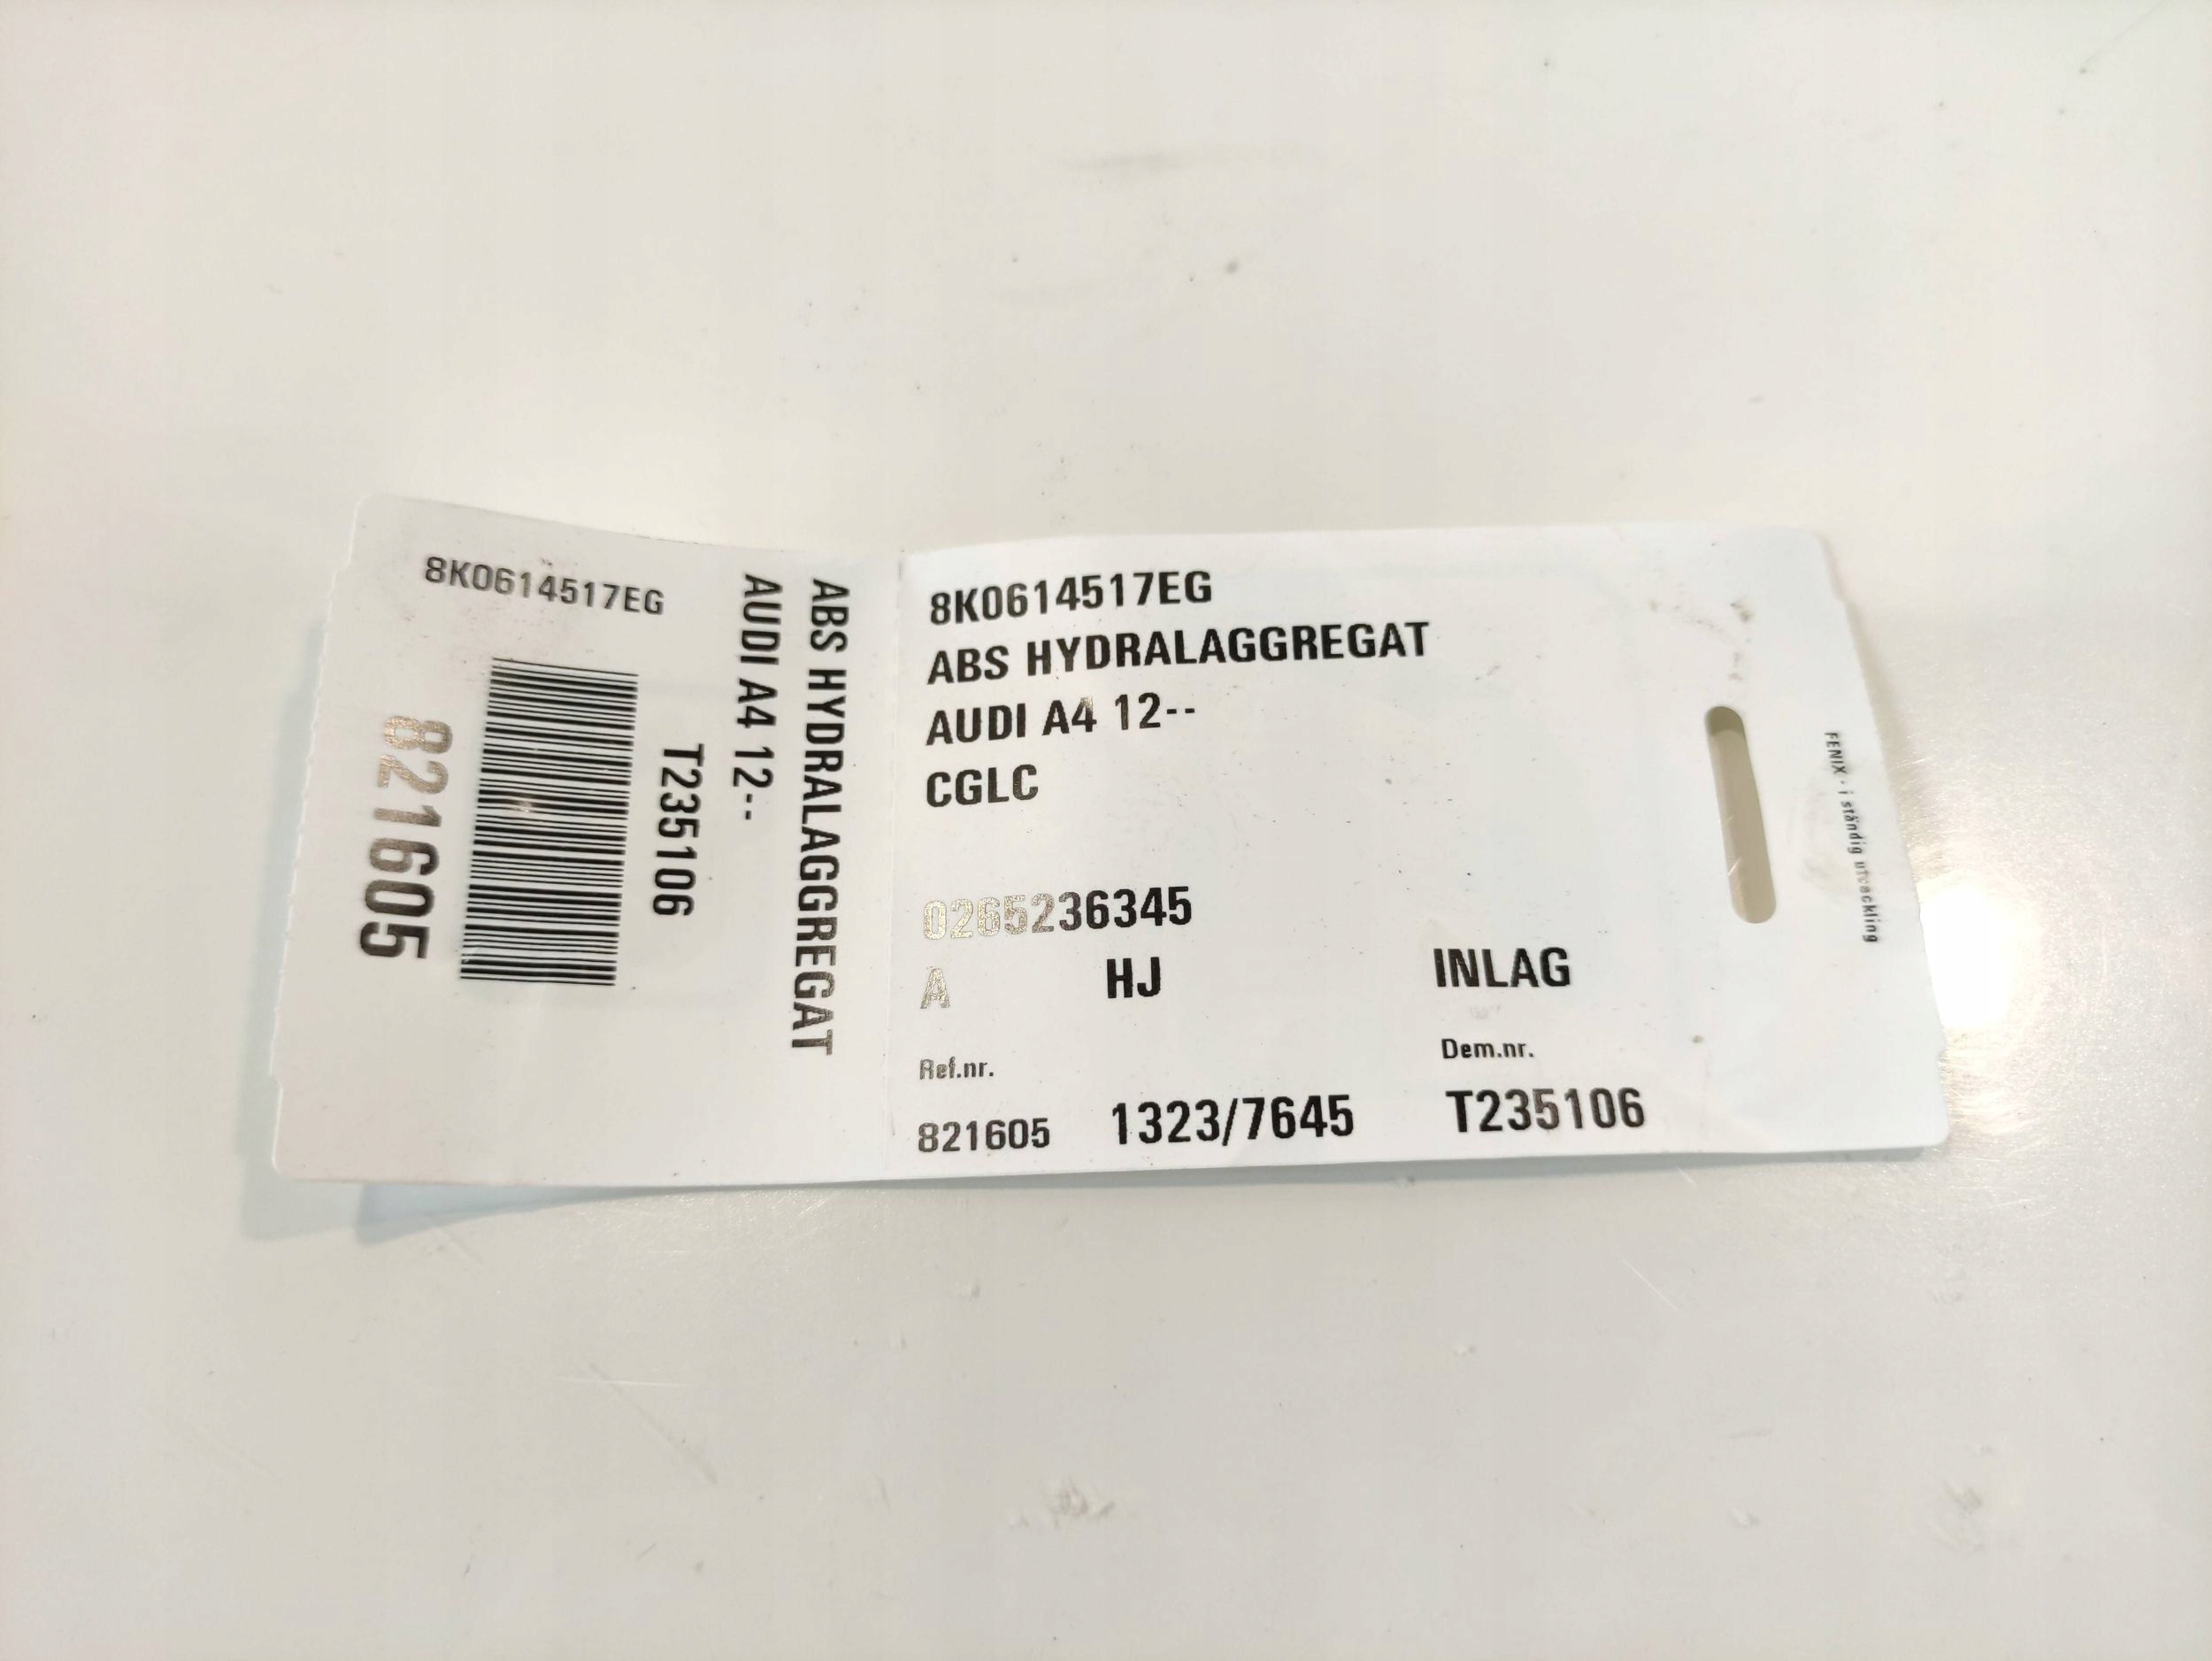 8K0614517EG
821605
T235106
AUDI A4 12--
ABS HYDRALAGGREGAT
8K0614517EG
ABS HYDRALAGGREGAT
AUDI A4 12--
CGLC
0265236345
A HJ INLAG
Ref.nr. Dem.nr.
821605 1323/7645 T235106
FENIX - i ständig utveckling